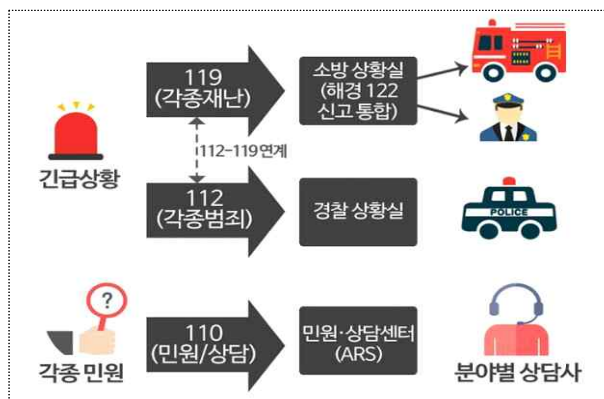 119
(각종재난)
소방 상황실
(해경 122
신고 통합)
112-119 연계
긴급상황
112
(각종범죄)
경찰 상황실
POLICE
?
110
(민원/상담)
민원·상담센터
(ARS)
각종 민원
분야별 상담사